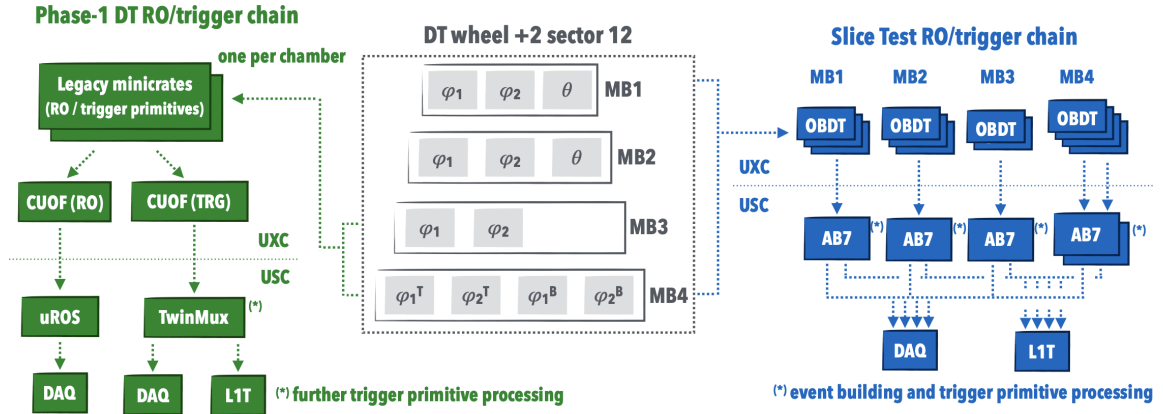 Phase-1 DT RO/trigger chain
one per chamber
Legacy minicrates
(RO / trigger primitives)
CUOF (RO)
CUOF (TRG)
UXC
USC
uROS
TwinMux
(*)
DAQ
DAQ
L1T
(*) further trigger primitive processing
DT wheel +2 sector 12
φ1 φ2 θ MB1
φ1 φ2 θ MB2
φ1 φ2 MB3
φ1T φ2T φ1B φ2B MB4
Slice Test RO/trigger chain
MB1 MB2 MB3 MB4
OBDT OBDT OBDT OBDT
UXC
USC
AB7 (*) AB7 (*) AB7 (*) AB7 (*)
DAQ L1T
(*) event building and trigger primitive processing